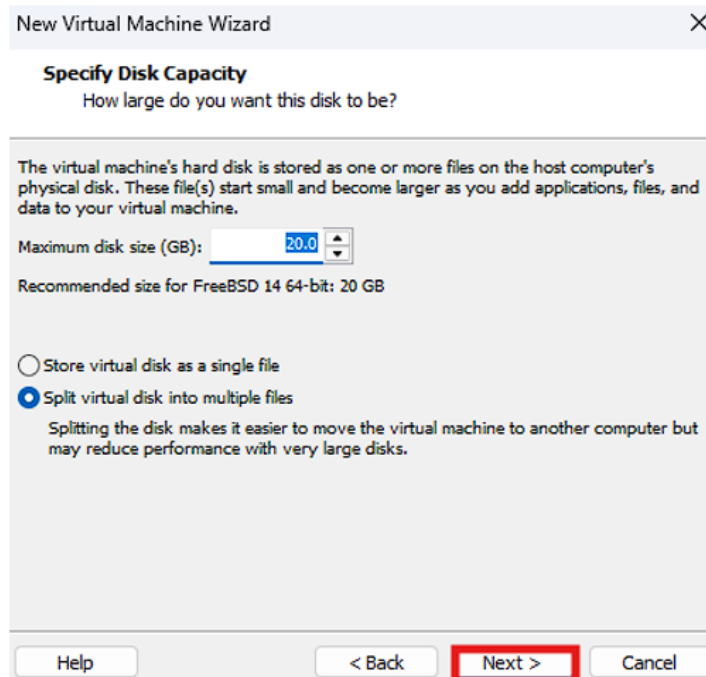 New Virtual Machine Wizard
Specify Disk Capacity
How large do you want this disk to be?
The virtual machine's hard disk is stored as one or more files on the host computer's
physical disk. These file(s) start small and become larger as you add applications, files, and
data to your virtual machine.
Maximum disk size (GB): 20.0
Recommended size for FreeBSD 14 64-bit: 20 GB
Store virtual disk as a single file
Split virtual disk into multiple files
Splitting the disk makes it easier to move the virtual machine to another computer but
may reduce performance with very large disks.
Help < Back Next > Cancel